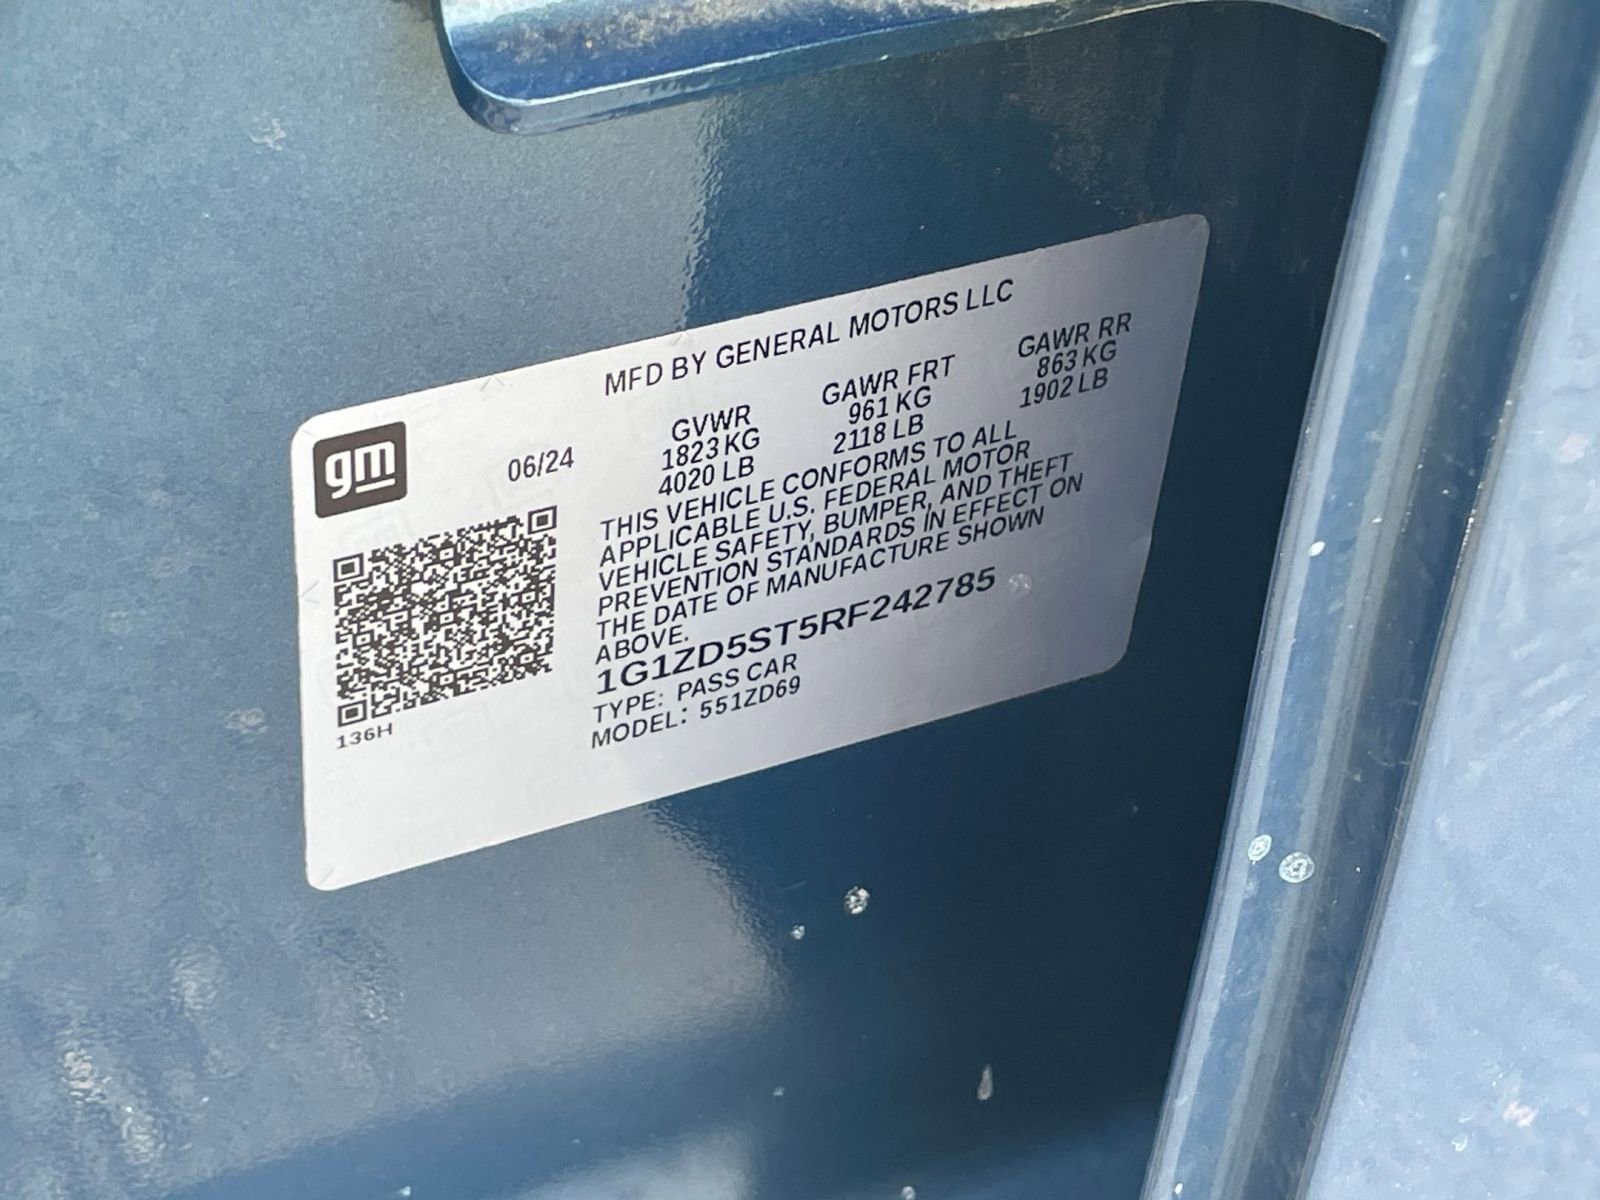 MFD BY GENERAL MOTORS LLC
gm
06/24
GVWR GAWR FRT GAWR RR
1823 KG 961 KG 863 KG
4020 LB 2118 LB 1902 LB
THIS VEHICLE CONFORMS TO ALL
APPLICABLE U.S. FEDERAL MOTOR
VEHICLE SAFETY, BUMPER, AND THEFT
PREVENTION STANDARDS IN EFFECT ON
THE DATE OF MANUFACTURE SHOWN
ABOVE.
1G1ZD5ST5RF242785
TYPE: PASS CAR
MODEL: 551ZD69
136H